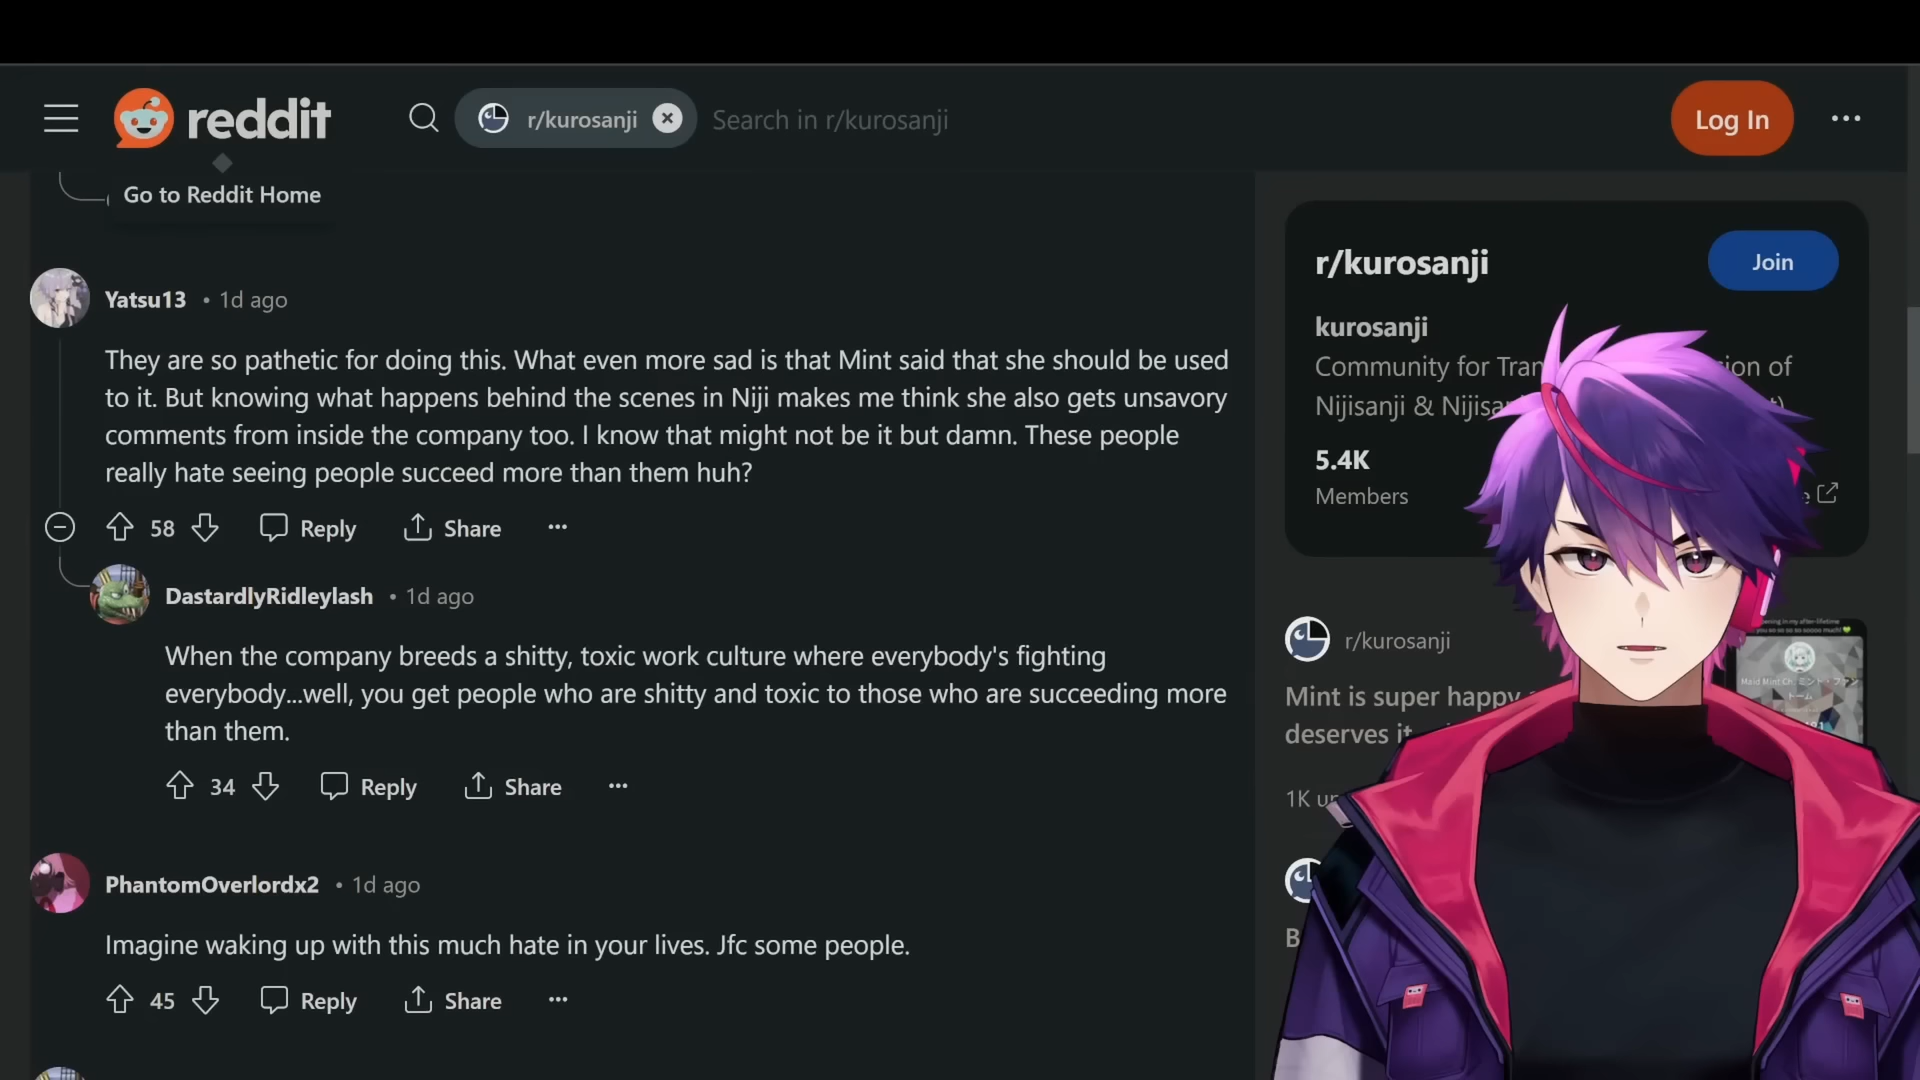 reddit
r/kurosanji
Search in r/kurosanji
Log In
Go to Reddit Home
Yatsu13 • 1d ago
They are so pathetic for doing this. What even more sad is that Mint said that she should be used
to it. But knowing what happens behind the scenes in Niji makes me think she also gets unsavory
comments from inside the company too. I know that might not be it but damn. These people
really hate seeing people succeed more than them huh?
58 Reply Share
DastardlyRidleylash • 1d ago
When the company breeds a shitty, toxic work culture where everybody's fighting
everybody...well, you get people who are shitty and toxic to those who are succeeding more
than them.
34 Reply Share
PhantomOverlordx2 • 1d ago
Imagine waking up with this much hate in your lives. Jfc some people.
45 Reply Share
r/kurosanji
Join
kurosanji
Community for
of
Nijisanji &
5.4K
Members
r/kurosanji
Mint is super happy
deserves it
1K
B